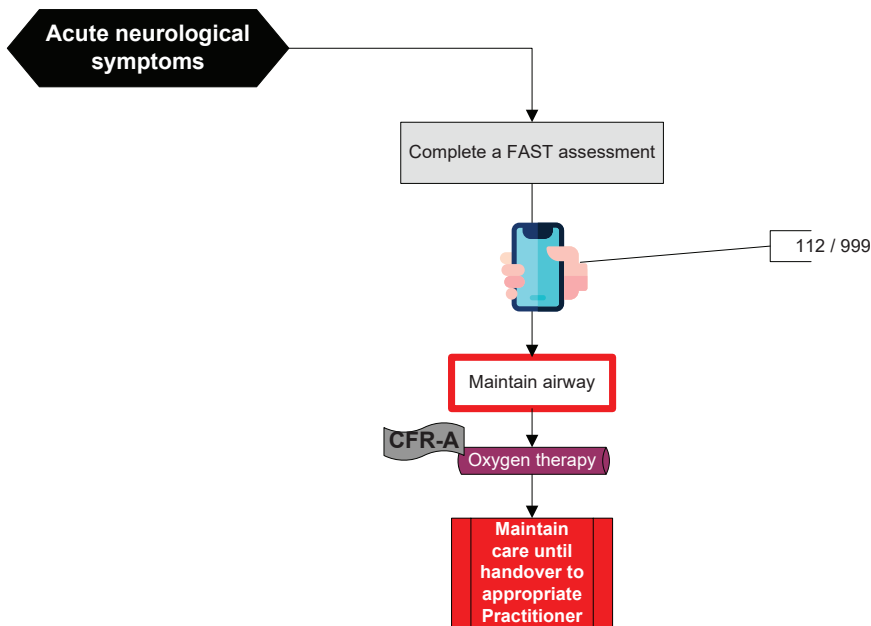 Acute neurological
symptoms
Complete a FAST assessment
112 / 999
Maintain airway
CFR-A
Oxygen therapy
Maintain
care until
handover to
appropriate
Practitioner